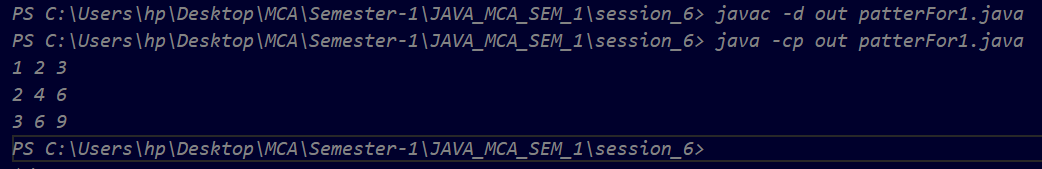 PS C:\Users\hp\Desktop\MCA\Semester-1\JAVA_MCA_SEM_1\session_6> javac -d out patterFor1.java
PS C:\Users\hp\Desktop\MCA\Semester-1\JAVA_MCA_SEM_1\session_6> java -cp out patterFor1.java
1 2 3
2 4 6
3 6 9
PS C:\Users\hp\Desktop\MCA\Semester-1\JAVA_MCA_SEM_1\session_6>